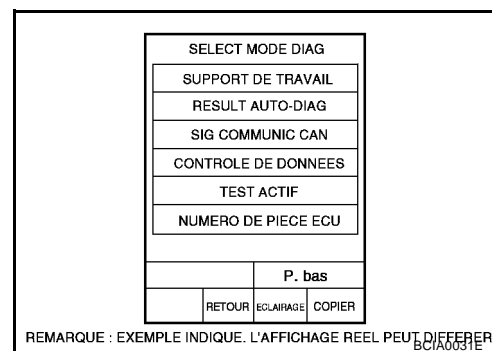 SELECT MODE DIAG
SUPPORT DE TRAVAIL
RESULT AUTO-DIAG
SIG COMMUNIC CAN
CONTROLE DE DONNEES
TEST ACTIF
NUMERO DE PIECE ECU
P. bas
RETOUR ECLAIRAGE COPIER
REMARQUE : EXEMPLE INDIQUE. L'AFFICHAGE REEL PEUT DIFFERER
BCIA0031E